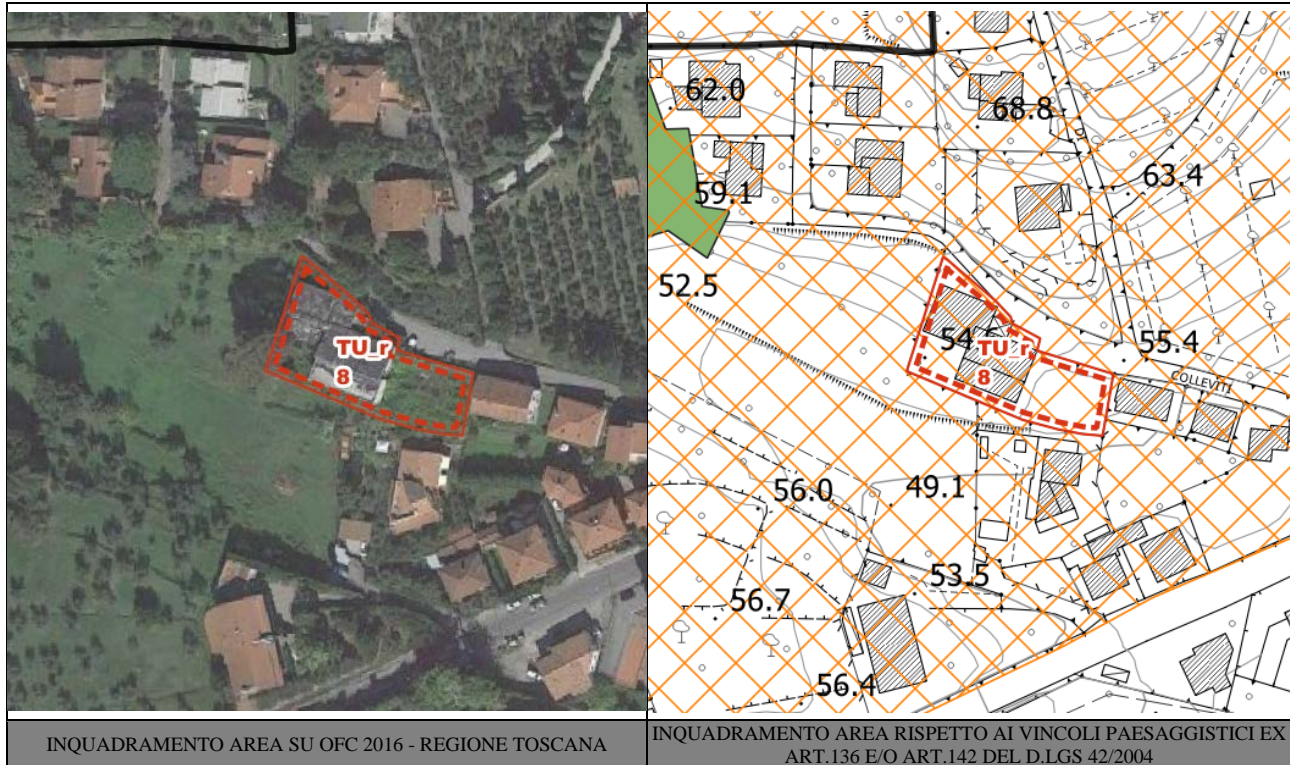 TU_r
8
62.0
68.8
63.4
59.1
52.5
54.5
TU_r
8
55.4
COLLEVITI
56.0
49.1
53.5
56.7
56.4
INQUADRAMENTO AREA SU OFC 2016 - REGIONE TOSCANA
INQUADRAMENTO AREA RISPETTO AI VINCOLI PAESAGGISTICI EX
ART.136 E/O ART.142 DEL D.LGS 42/2004